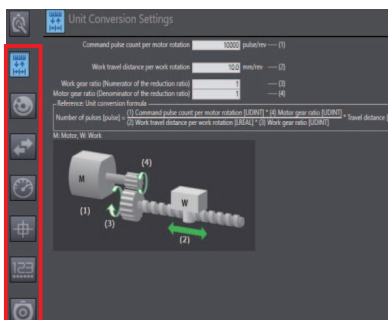 Unit Conversion Settings
Command pulse count per motor rotation 10000 pulse/rev ---- (1)
Work travel distance per work rotation 10.0 mm/rev ---- (2)
Work gear ratio (Numerator of the reduction ratio) 1 ---- (3)
Motor gear ratio (Denominator of the reduction ratio) 1 ---- (4)
Reference: Unit conversion formula
(1) Command pulse count per motor rotation [UDINT] * (4) Motor gear ratio [UDINT]
Number of pulses [pulse] = * Travel distance [
(2) Work travel distance per work rotation [LREAL] * (3) Work gear ratio [UDINT]
M: Motor, W: Work
(4)
M
W
(1)
(3)
(2)
123